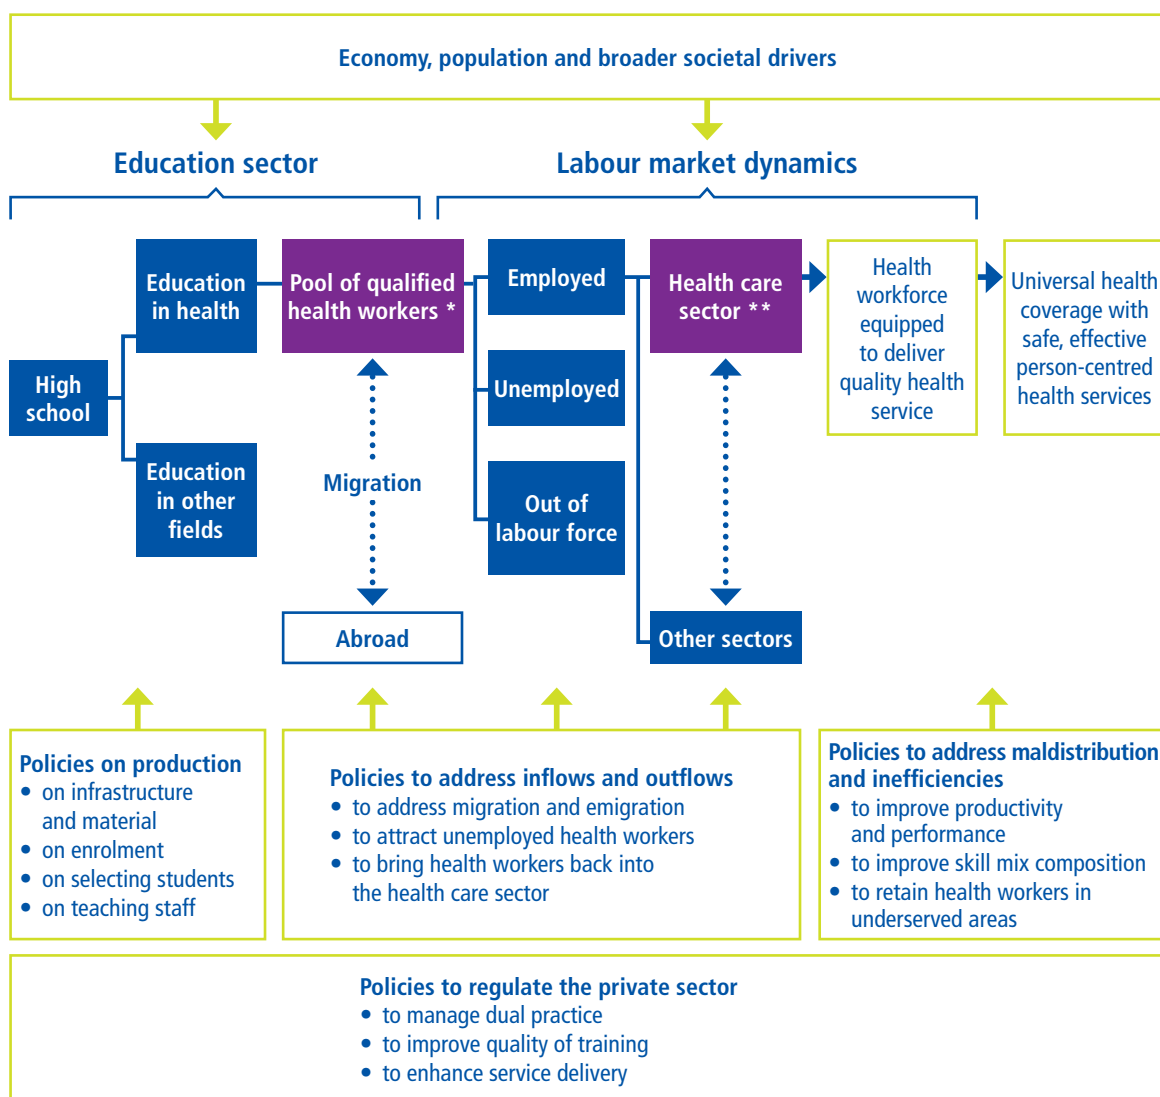 Economy, population and broader societal drivers
Education sector
Labour market dynamics
High
school
Education
in health
Education
in other
fields
Pool of qualified
health workers *
Migration
Abroad
Employed
Unemployed
Out of
labour force
Health care
sector **
Other sectors
Health
workforce
equipped
to deliver
quality health
service
Universal health
coverage with
safe, effective
person-centred
health services
Policies on production
• on infrastructure
and material
• on enrolment
• on selecting students
• on teaching staff
Policies to address inflows and outflows
• to address migration and emigration
• to attract unemployed health workers
• to bring health workers back into
the health care sector
Policies to address maldistribution
and inefficiencies
• to improve productivity
and performance
• to improve skill mix composition
• to retain health workers in
underserved areas
Policies to regulate the private sector
• to manage dual practice
• to improve quality of training
• to enhance service delivery